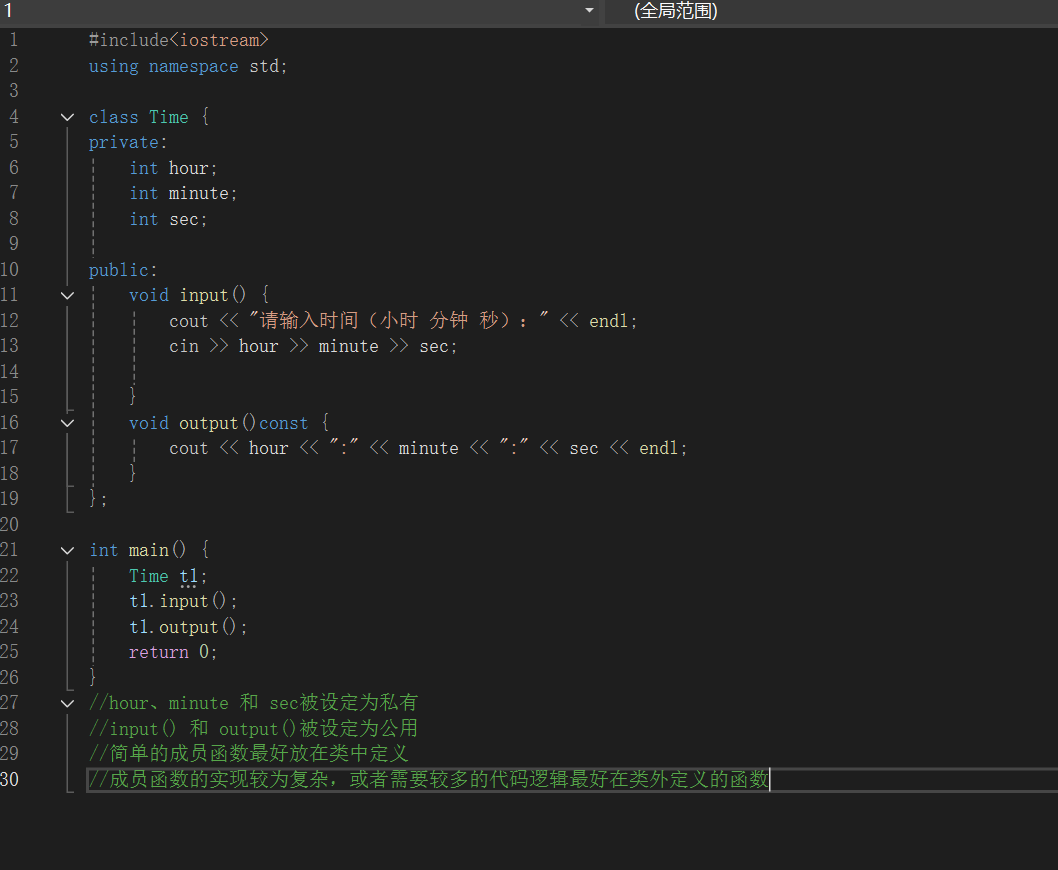 1 (全局范围)
1 #include<iostream>
2 using namespace std;
3
4 class Time {
5 private:
6 int hour;
7 int minute;
8 int sec;
9
10 public:
11 void input() {
12 cout << "请输入时间（小时 分钟 秒）：" << endl;
13 cin >> hour >> minute >> sec;
14
15 }
16 void output()const {
17 cout << hour << ":" << minute << ":" << sec << endl;
18 }
19 };
20
21 int main() {
22 Time tl;
23 tl.input();
24 tl.output();
25 return 0;
26 }
27 //hour、minute 和 sec被设定为私有
28 //input() 和 output()被设定为公用
29 //简单的成员函数最好放在类中定义
30 //成员函数的实现较为复杂，或者需要较多的代码逻辑最好在类外定义的函数